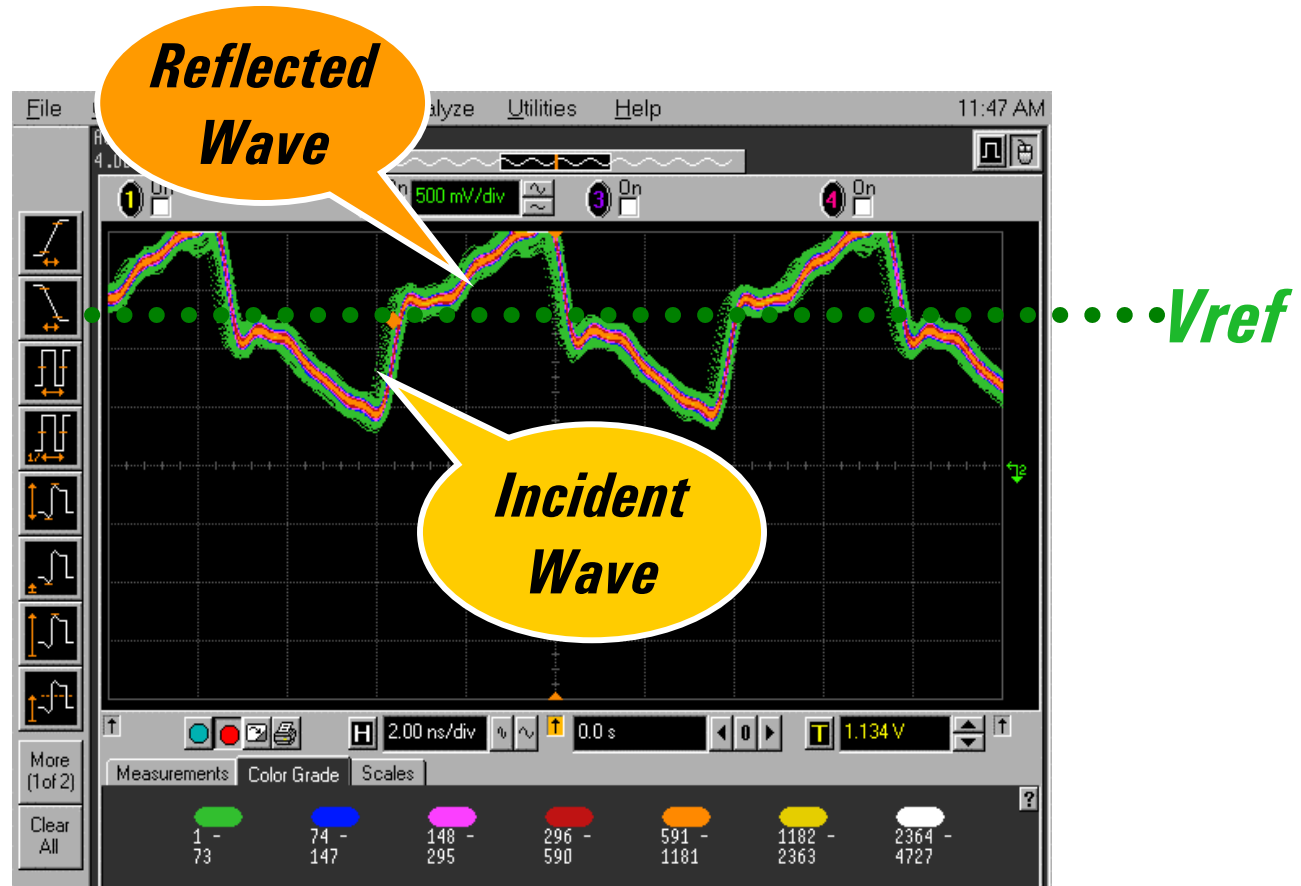 Reflected
Wave
File
alyze Utilities Help 11:47 AM
1 On
On 500 mV/div
3 On
4 On
Vref
Incident
Wave
2
1/
H 2.00 ns/div
0.0 s
0
T 1.134 V
More
(1of 2)
Clear
All
Measurements Color Grade Scales
?
1 -
73
74 -
147
148 -
295
296 -
590
591 -
1181
1182 -
2363
2364 -
4727